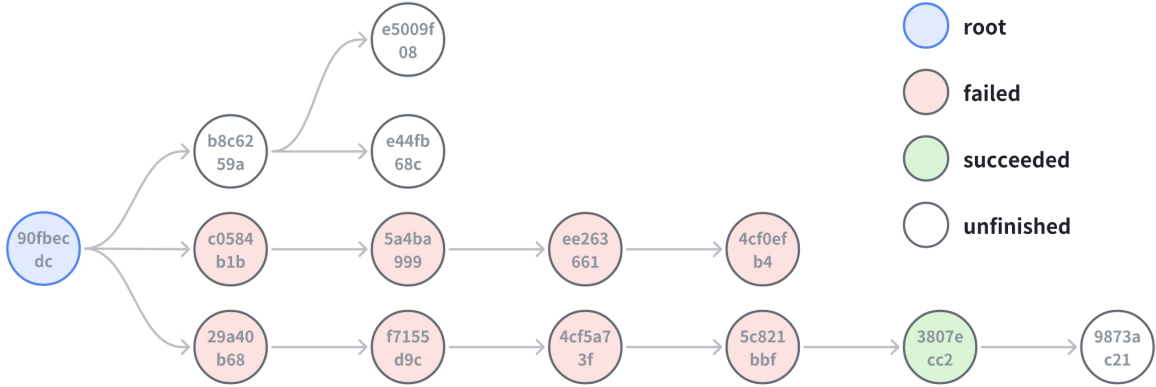 e5009f
08
root
failed
b8c62
59a
e44fb
68c
succeeded
unfinished
90fbec
dc
c0584
b1b
5a4ba
999
ee263
661
4cf0ef
b4
29a40
b68
f7155
d9c
4cf5a7
3f
5c821
bbf
3807e
cc2
9873a
c21